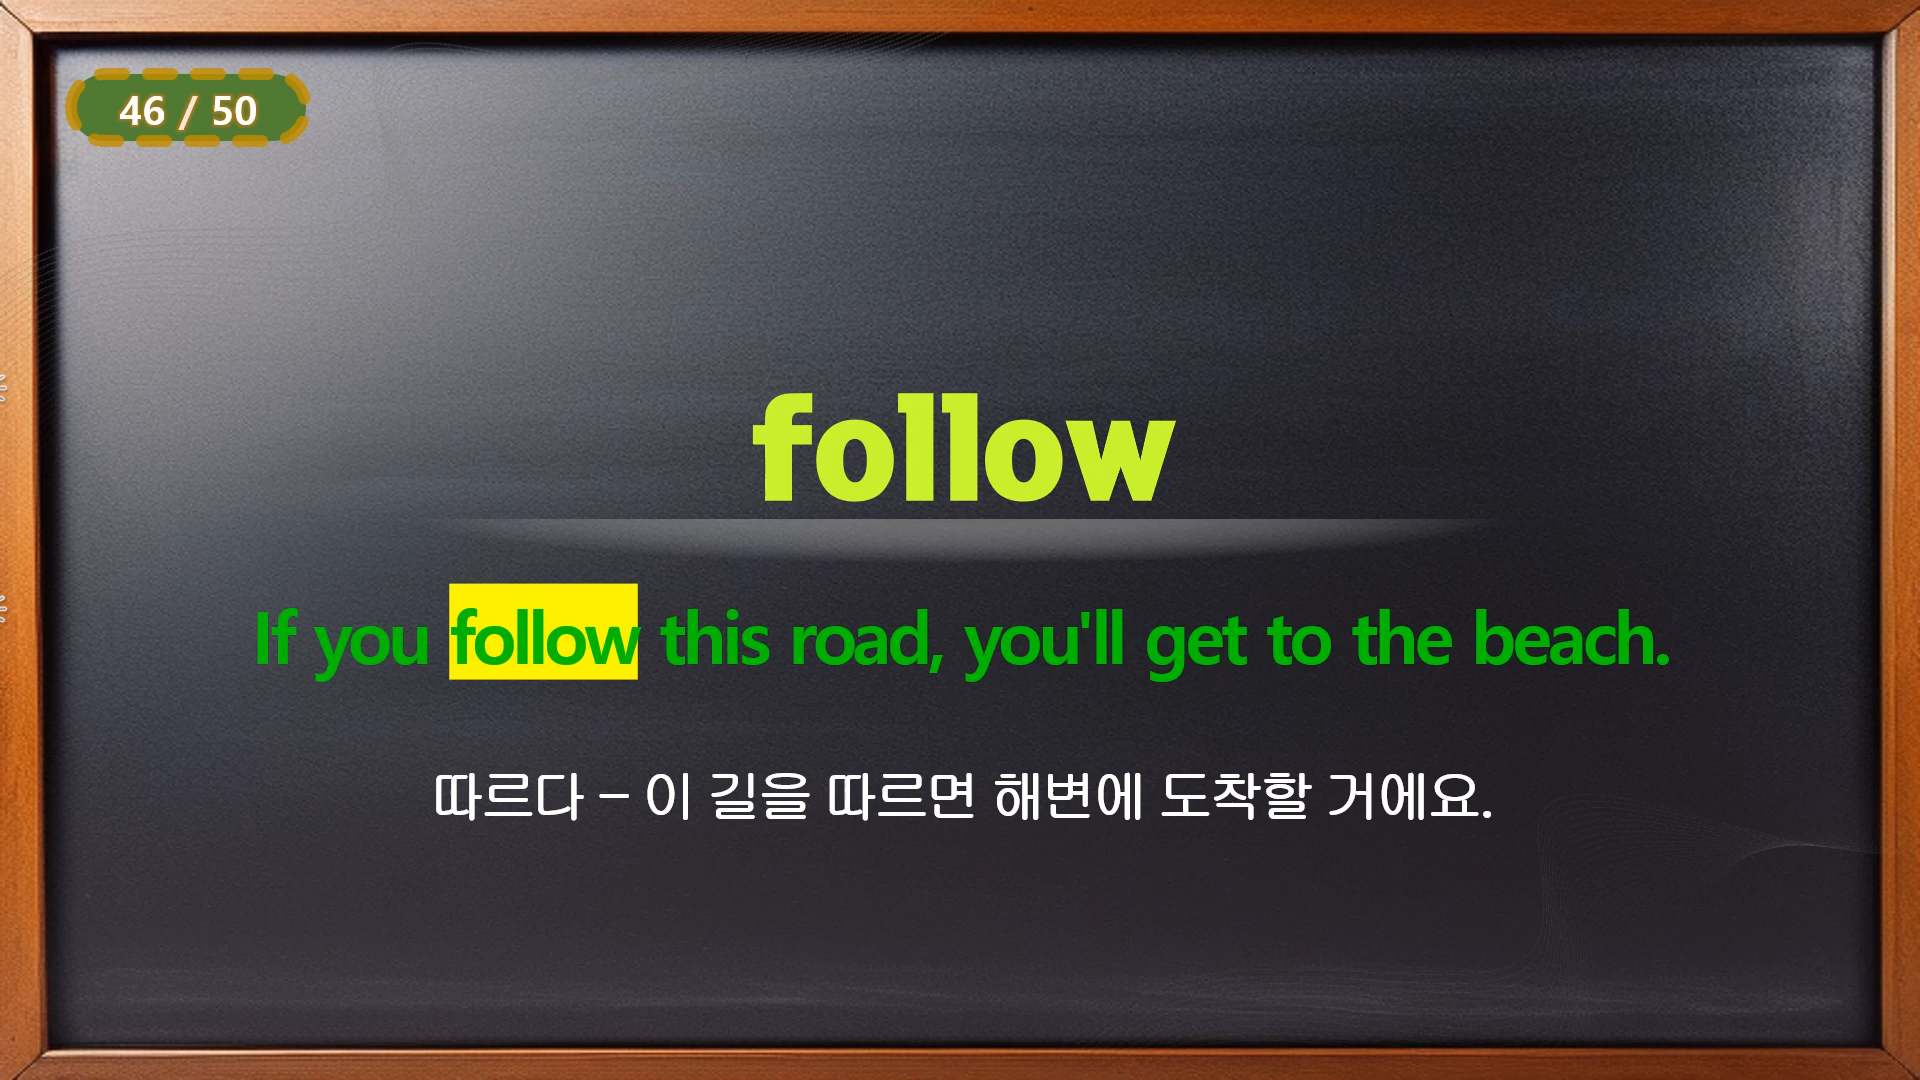 46 / 50
follow
If you follow this road, you'll get to the beach.
따르다 – 이 길을 따르면 해변에 도착할 거에요.